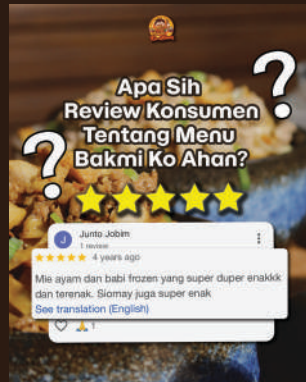 Apa Sih
Review Konsumen
Tentang Menu
Bakmi Ko Ahan?
? ?
J
Junto Jobim
1 review
4 years ago
Mie ayam dan babi frozen yang super duper enakkk
dan terenak. Siomay juga super enak
See translation (English)
1